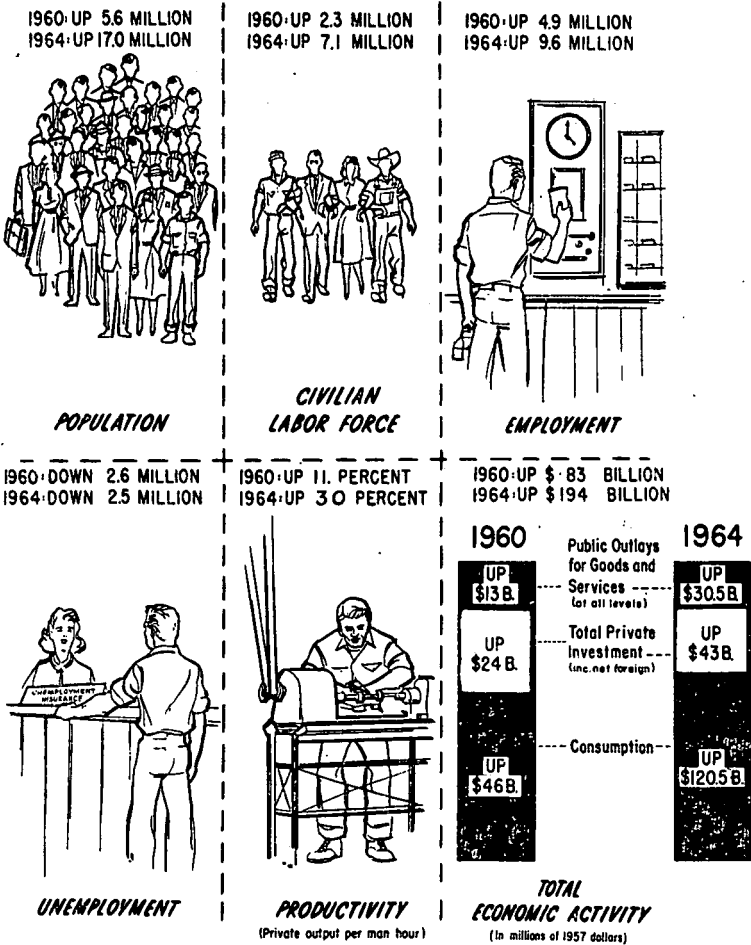 1960:UP 5.6 MILLION
1964:UP 17.0 MILLION
POPULATION
1960:UP 2.3 MILLION
1964:UP 7.1 MILLION
CIVILIAN
LABOR FORCE
1960:UP 4.9 MILLION
1964:UP 9.6 MILLION
EMPLOYMENT
1960:DOWN 2.6 MILLION
1964:DOWN 2.5 MILLION
UNEMPLOYMENT
INSURANCE
UNEMPLOYMENT
1960:UP 11. PERCENT
1964:UP 30 PERCENT
PRODUCTIVITY
(Private output per man hour)
1960:UP $ 83 BILLION
1964:UP $194 BILLION
1960
1964
Public Outlays
for Goods and
Services
(at all levels)
UP
$13 B.
UP
$30.5 B.
Total Private
Investment
(inc. net foreign)
UP
$24 B.
UP
$43 B.
Consumption
UP
$46 B.
UP
$120.5 B.
TOTAL
ECONOMIC ACTIVITY
(In millions of 1957 dollars)